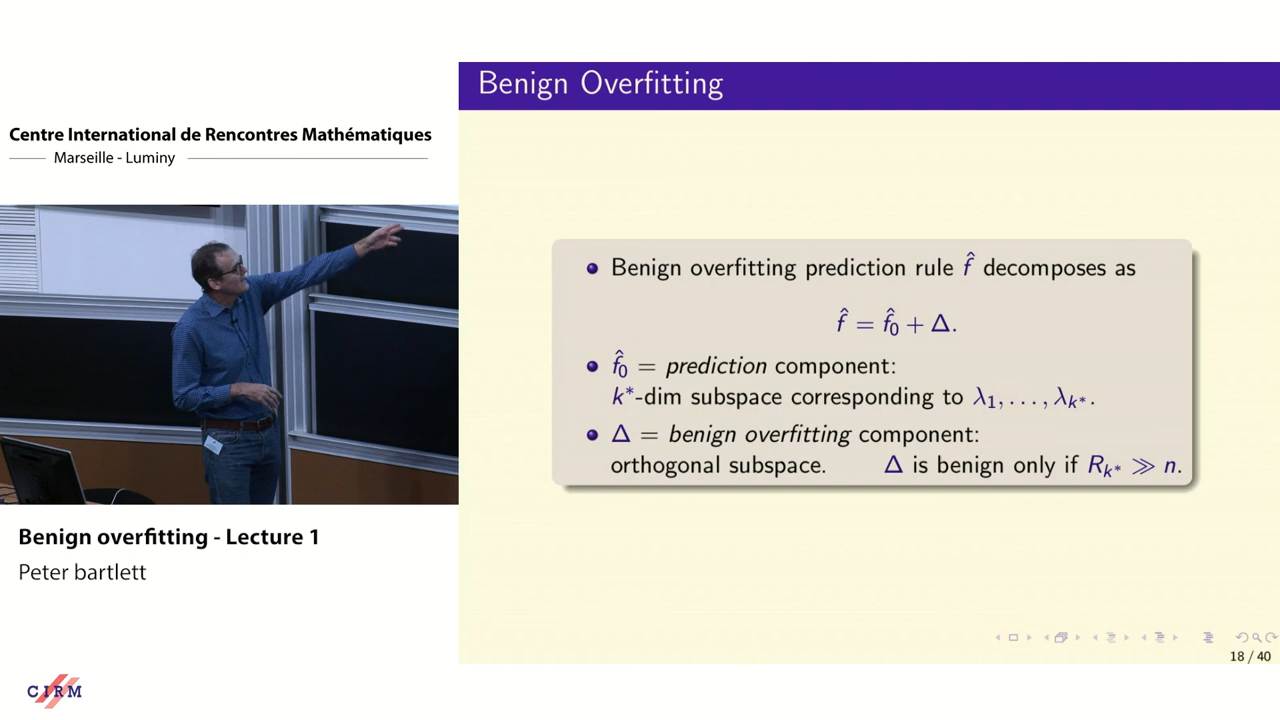 Centre International de Rencontres Mathématiques
Marseille - Luminy
Benign overfitting - Lecture 1
Peter bartlett
CIRM
Benign Overfitting
Benign overfitting prediction rule f̂ decomposes as
f̂ = f̂₀ + Δ.
f̂₀ = prediction component:
k*-dim subspace corresponding to λ₁, . . . , λₖ*.
Δ = benign overfitting component:
orthogonal subspace. Δ is benign only if Rₖ* ≫ n.
18 / 40